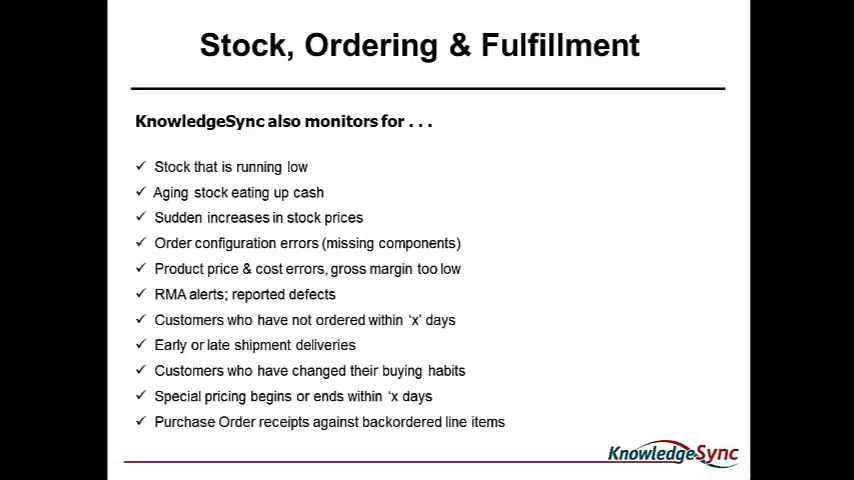 Stock, Ordering & Fulfillment
KnowledgeSync also monitors for . . .
✓ Stock that is running low
✓ Aging stock eating up cash
✓ Sudden increases in stock prices
✓ Order configuration errors (missing components)
✓ Product price & cost errors, gross margin too low
✓ RMA alerts; reported defects
✓ Customers who have not ordered within ‘x’ days
✓ Early or late shipment deliveries
✓ Customers who have changed their buying habits
✓ Special pricing begins or ends within ‘x days
✓ Purchase Order receipts against backordered line items
KnowledgeSync